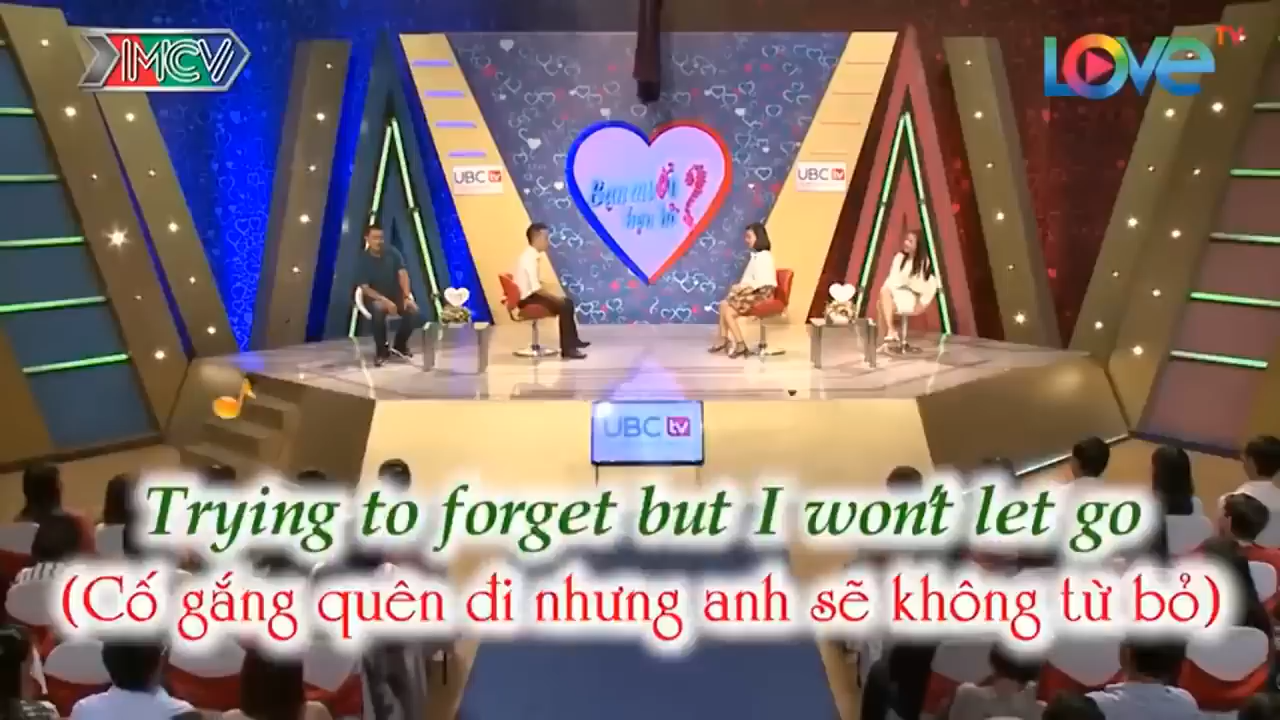 MCV
LOVE TV
UBC tv
UBC tv
Bạn muốn
hẹn hò ?
UBC tv
Trying to forget but I won't let go
(Cố gắng quên đi nhưng anh sẽ không từ bỏ)